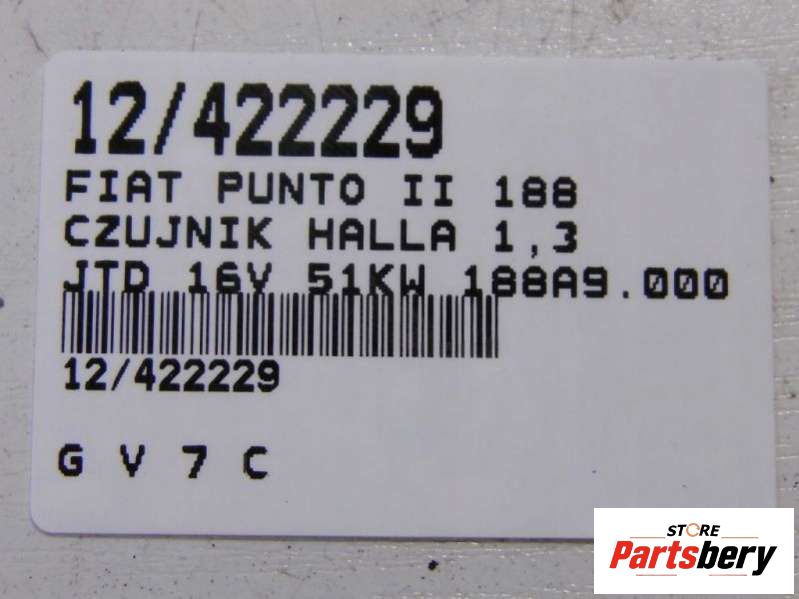 12/422229
FIAT PUNTO II 188
CZUJNIK HALLA 1,3
JTD 16V 51KW 188A9.000
12/422229
G V 7 C
STORE
Partsbery